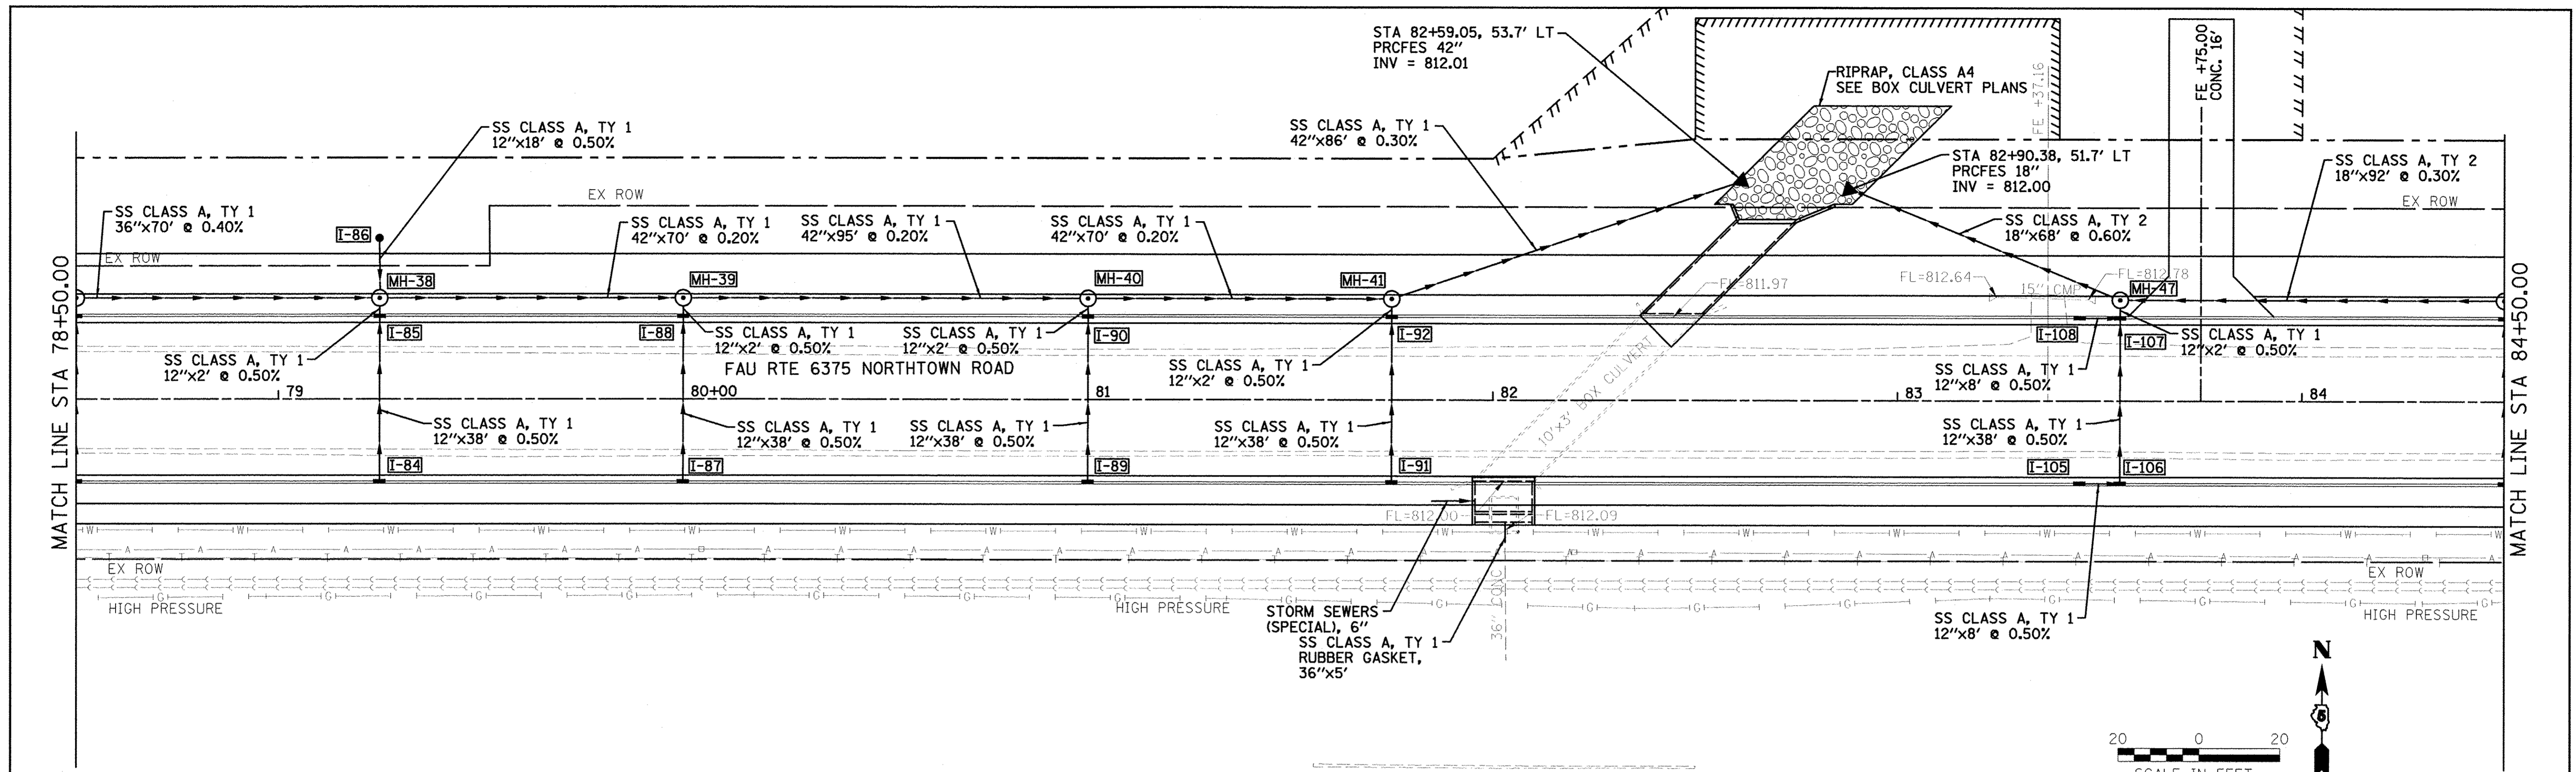 STA 82+59.05, 53.7' LT
PRCFES 42"
INV = 812.01
RIPRAP, CLASS A4
SEE BOX CULVERT PLANS
FE +37.16
FE +75.00
CONC. 16'
SS CLASS A, TY 1
12"x18' @ 0.50%
SS CLASS A, TY 1
42"x86' @ 0.30%
STA 82+90.38, 51.7' LT
PRCFES 18"
INV = 812.00
SS CLASS A, TY 2
18"x92' @ 0.30%
EX ROW
EX ROW
SS CLASS A, TY 1
36"x70' @ 0.40%
I-86
SS CLASS A, TY 1
42"x70' @ 0.20%
SS CLASS A, TY 1
42"x95' @ 0.20%
SS CLASS A, TY 1
42"x70' @ 0.20%
SS CLASS A, TY 2
18"x68' @ 0.60%
EX ROW
MATCH LINE STA 78+50.00
MATCH LINE STA 84+50.00
MH-38
MH-39
MH-40
MH-41
FL=811.97
FL=812.64
FL=812.78
15" CMP
MH-47
I-85
I-88
I-90
I-92
I-108
I-107
SS CLASS A, TY 1
12"x2' @ 0.50%
SS CLASS A, TY 1
12"x2' @ 0.50%
SS CLASS A, TY 1
12"x2' @ 0.50%
SS CLASS A, TY 1
12"x2' @ 0.50%
SS CLASS A, TY 1
12"x2' @ 0.50%
FAU RTE 6375 NORTHTOWN ROAD
SS CLASS A, TY 1
12"x8' @ 0.50%
10'x3' BOX CULVERT
79
80+00
81
82
83
84
SS CLASS A, TY 1
12"x38' @ 0.50%
SS CLASS A, TY 1
12"x38' @ 0.50%
SS CLASS A, TY 1
12"x38' @ 0.50%
SS CLASS A, TY 1
12"x38' @ 0.50%
SS CLASS A, TY 1
12"x38' @ 0.50%
I-84
I-87
I-89
I-91
I-105
I-106
FL=812.00
FL=812.09
EX ROW
EX ROW
HIGH PRESSURE
HIGH PRESSURE
HIGH PRESSURE
STORM SEWERS
(SPECIAL), 6"
36" CONC
SS CLASS A, TY 1
RUBBER GASKET,
36"x5'
SS CLASS A, TY 1
12"x8' @ 0.50%
N
5
20 0 20
SCALE IN FEET